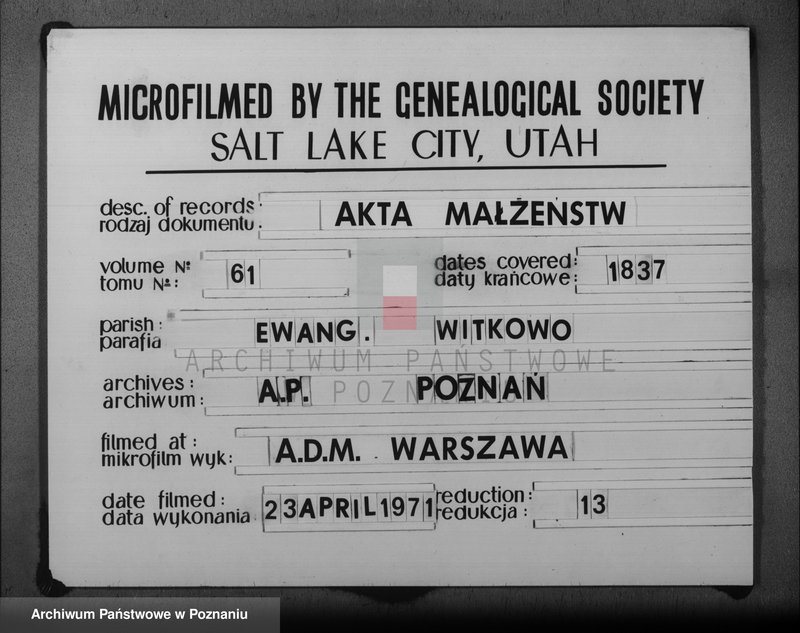 MICROFILMED BY THE GENEALOGICAL SOCIETY
SALT LAKE CITY, UTAH
desc. of records:
rodzaj dokumentu:
AKTA MAŁŻEŃSTW
volume №
tomu №:
61
dates covered:
daty krańcowe:
1837
parish:
parafia
EWANG. WITKOWO
ARCHIWUM PAŃSTWOWE
W POZNANIU
archives:
archiwum:
A.P. POZNAŃ
filmed at:
mikrofilm wyk:
A.D.M. WARSZAWA
date filmed:
data wykonania
23APRIL1971
reduction:
redukcja:
13
Archiwum Państwowe w Poznaniu